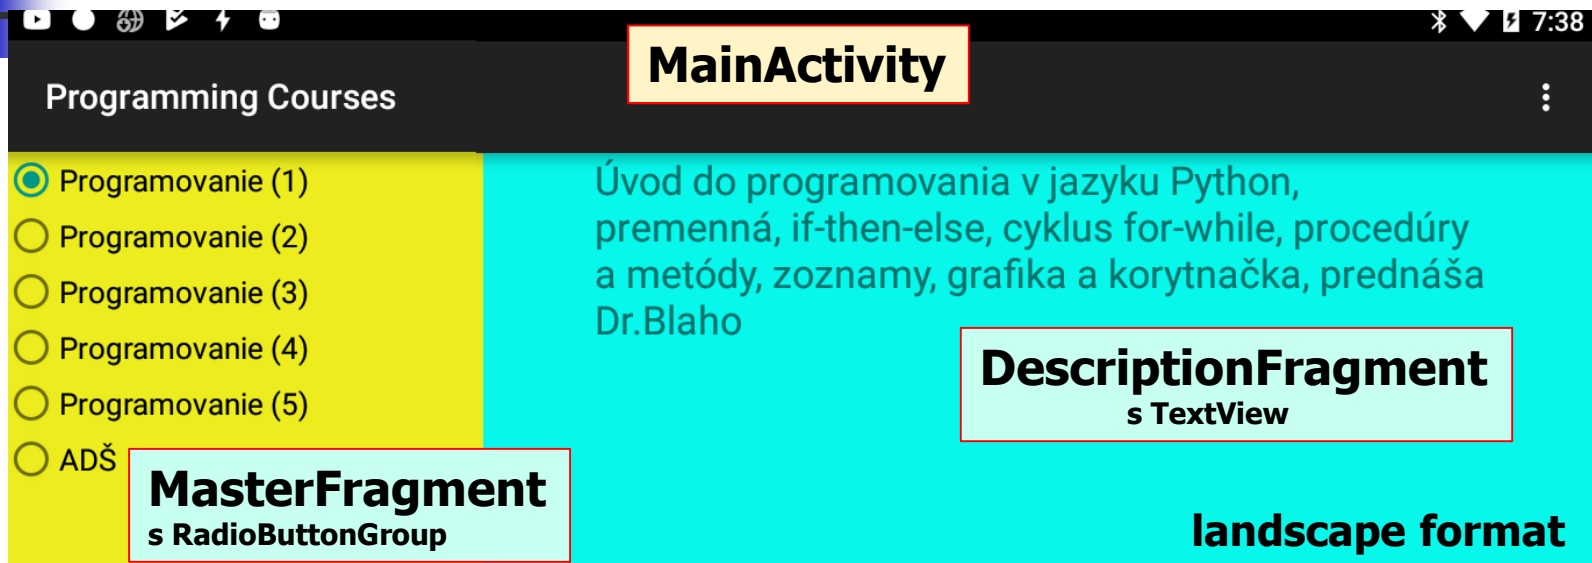 7:38
MainActivity
Programming Courses
Programovanie (1)
Programovanie (2)
Programovanie (3)
Programovanie (4)
Programovanie (5)
ADŠ
MasterFragment
s RadioButtonGroup
Úvod do programovania v jazyku Python,
premenná, if-then-else, cyklus for-while, procedúry
a metódy, zoznamy, grafika a korytnačka, prednáša
Dr.Blaho
DescriptionFragment
s TextView
landscape format